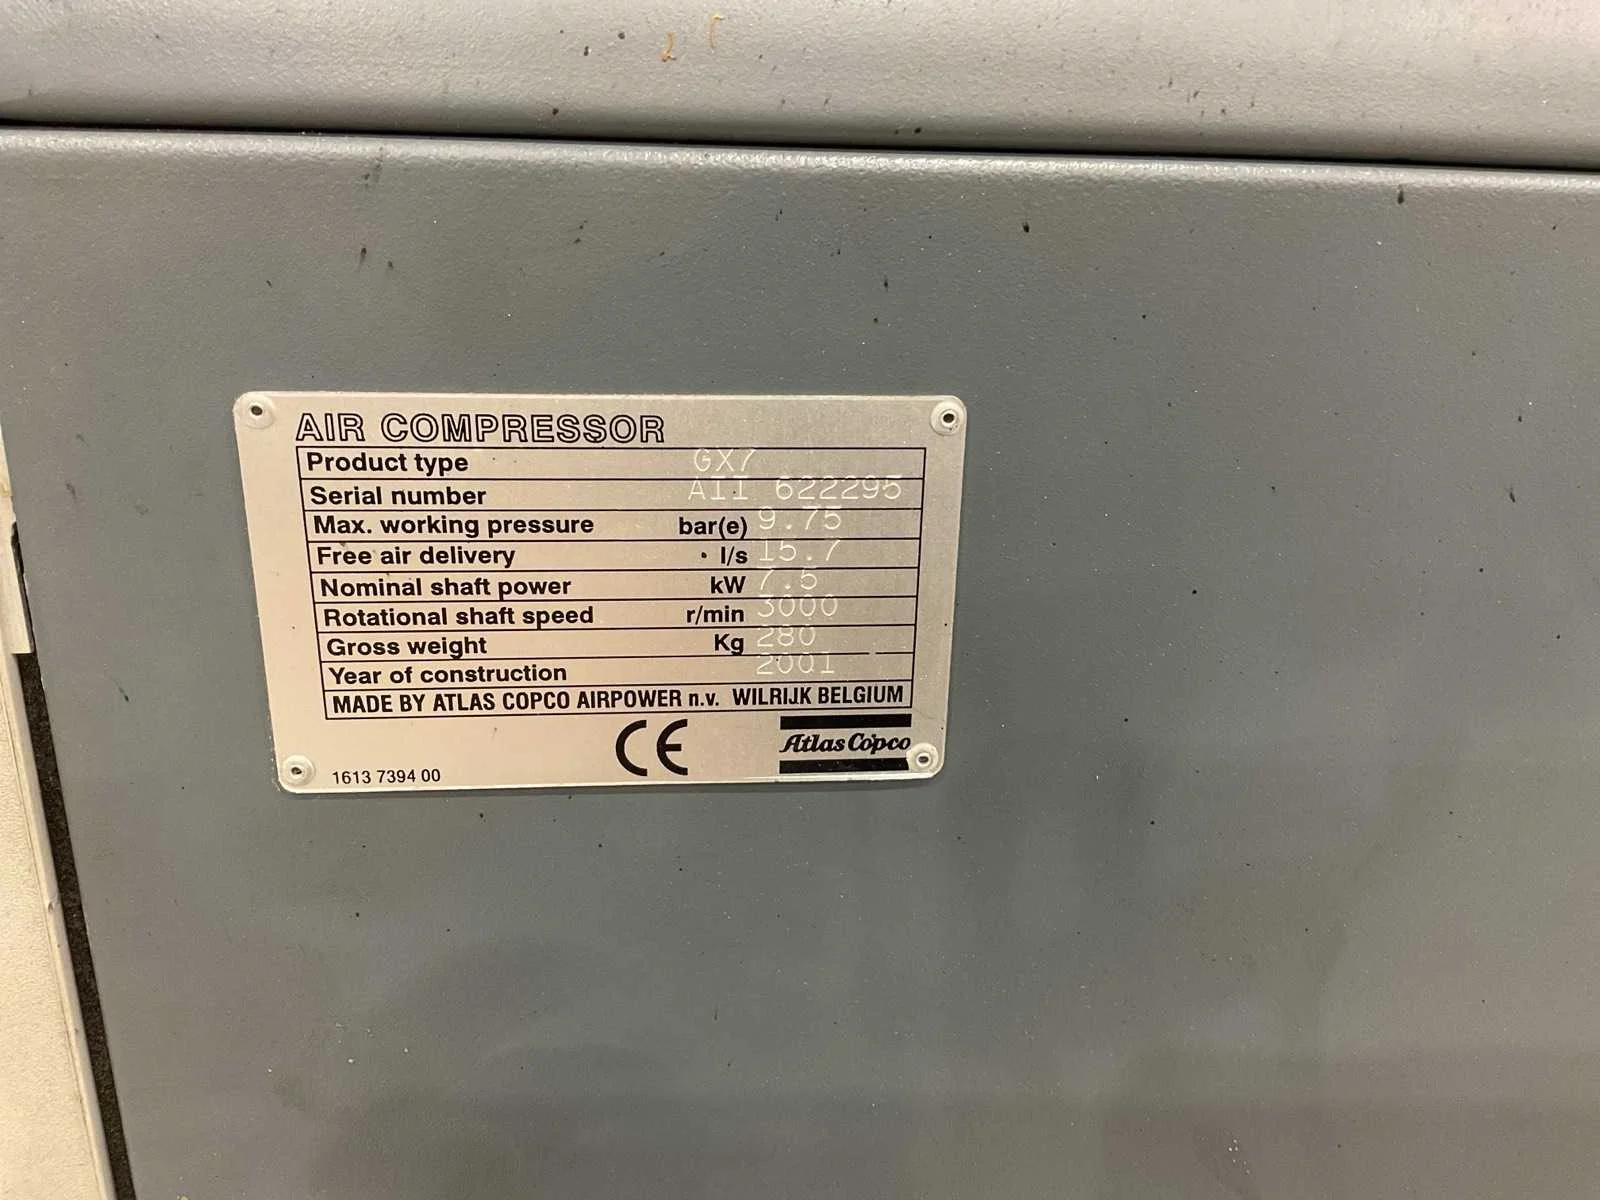 AIR COMPRESSOR
Product type GX7
Serial number AII 622295
Max. working pressure bar(e) 9.75
Free air delivery l/s 15.7
Nominal shaft power kW 7.5
Rotational shaft speed r/min 3000
Gross weight Kg 280
Year of construction 2001
MADE BY ATLAS COPCO AIRPOWER n.v. WILRIJK BELGIUM
CE Atlas Copco
1613 7394 00